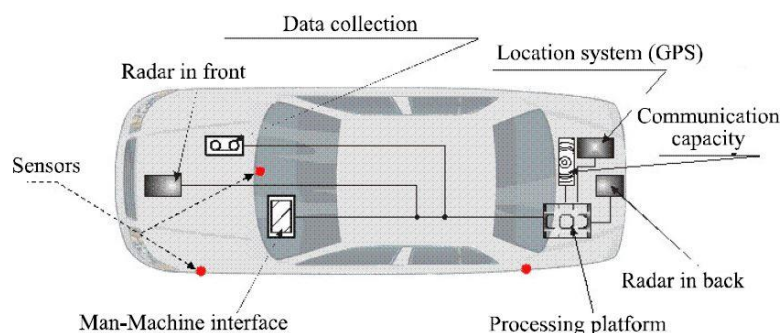 Data collection
Location system (GPS)
Radar in front
Communication
capacity
Sensors
Radar in back
Man-Machine interface
Processing platform